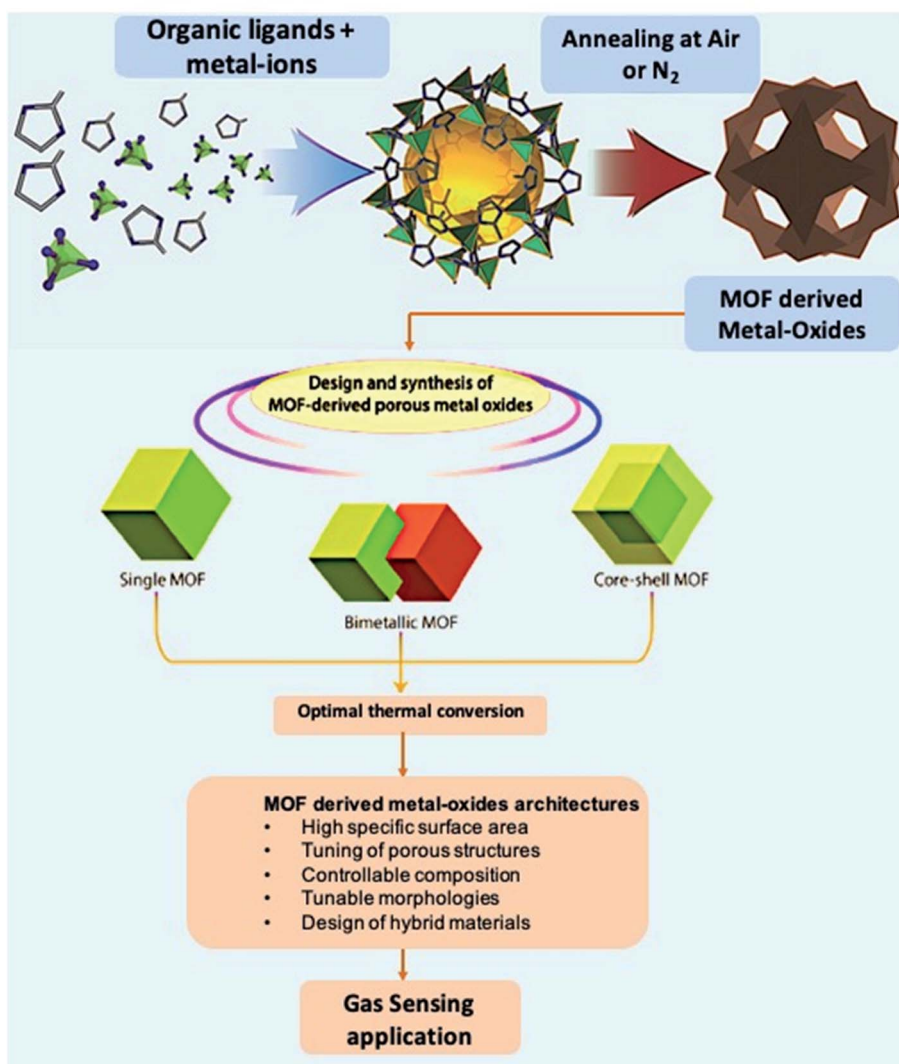 Organic ligands +
metal-ions
Annealing at Air
or N₂
MOF derived
Metal-Oxides
Design and synthesis of
MOF-derived porous metal oxides
Single MOF
Bimetallic MOF
Core-shell MOF
Optimal thermal conversion
MOF derived metal-oxides architectures
• High specific surface area
• Tuning of porous structures
• Controllable composition
• Tunable morphologies
• Design of hybrid materials
Gas Sensing
application